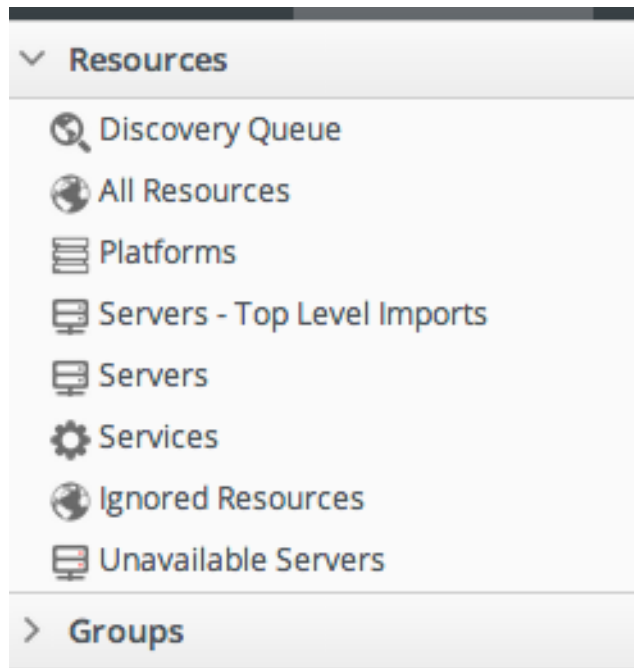 Resources
Discovery Queue
All Resources
Platforms
Servers - Top Level Imports
Servers
Services
Ignored Resources
Unavailable Servers
Groups